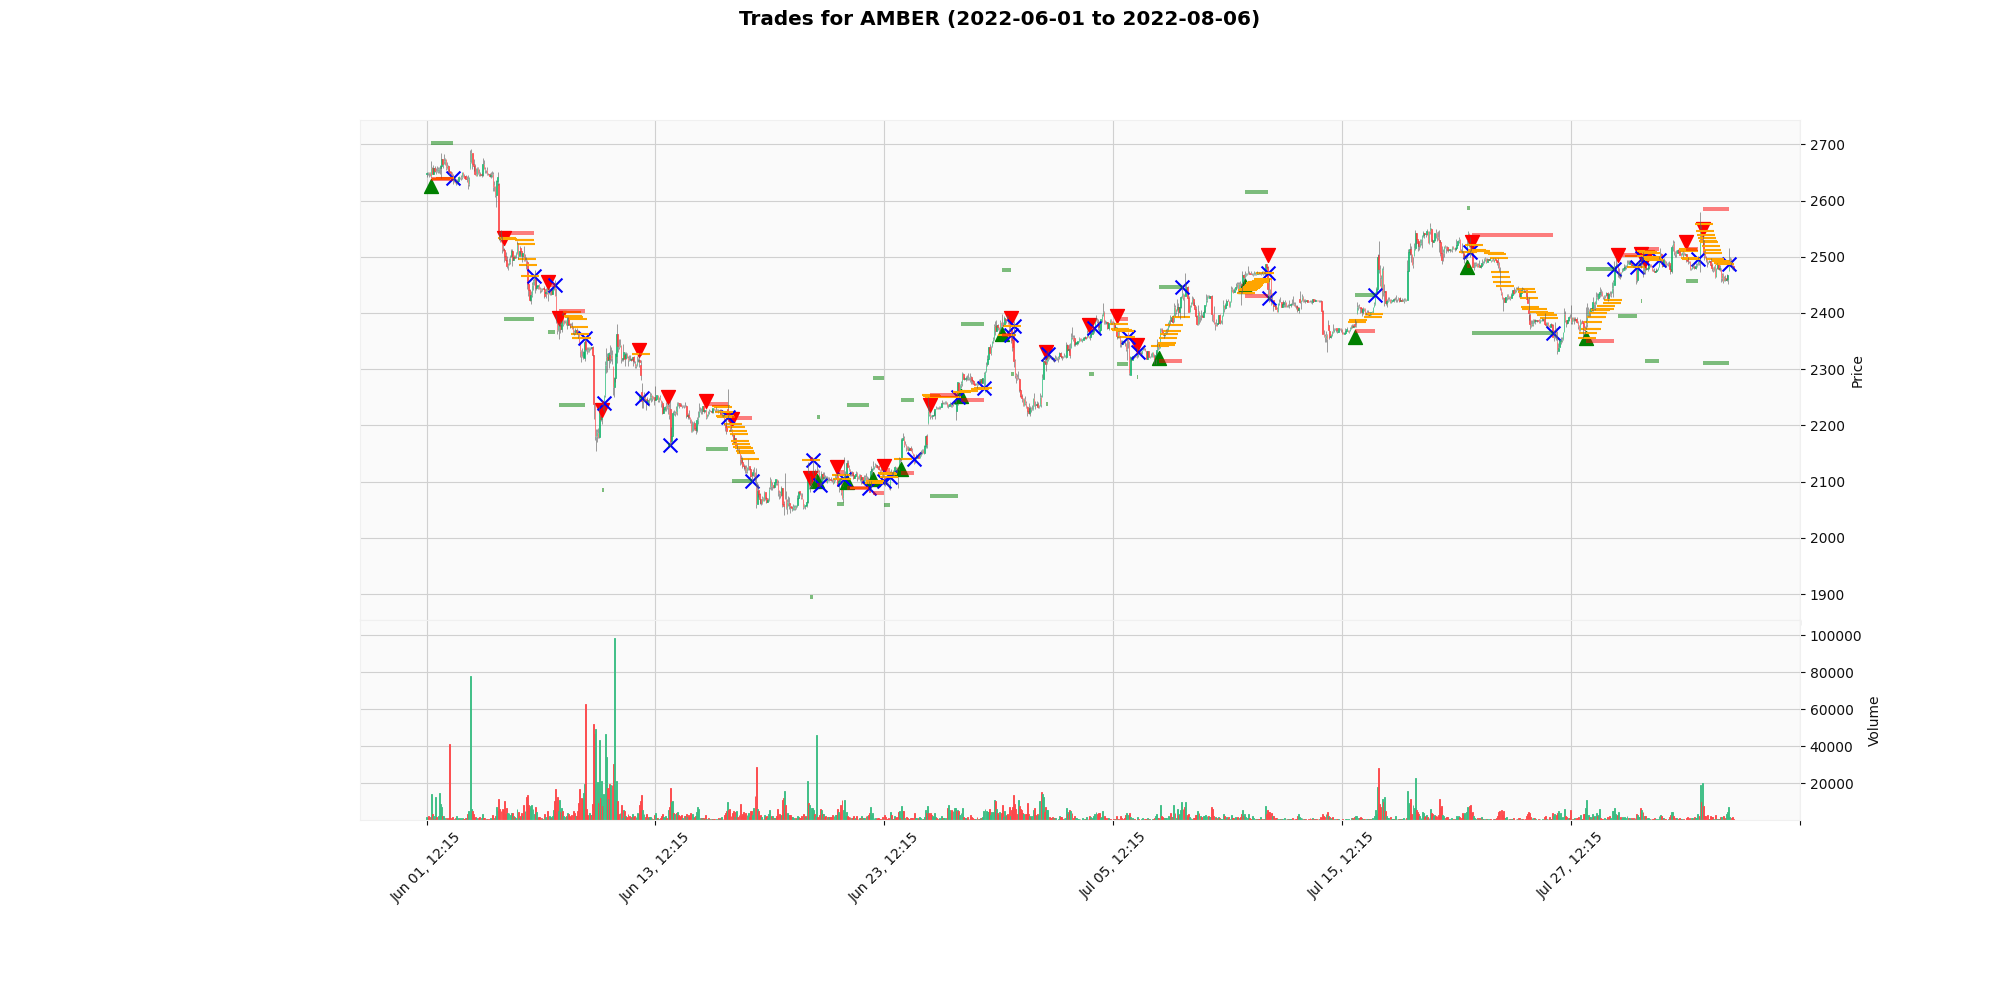 Trades for AMBER (2022-06-01 to 2022-08-06)
2700
2600
2500
2400
2300
2200
2100
2000
1900
Price
100000
80000
60000
40000
20000
Volume
Jun 01, 12:15
Jun 13, 12:15
Jun 23, 12:15
Jul 05, 12:15
Jul 15, 12:15
Jul 27, 12:15